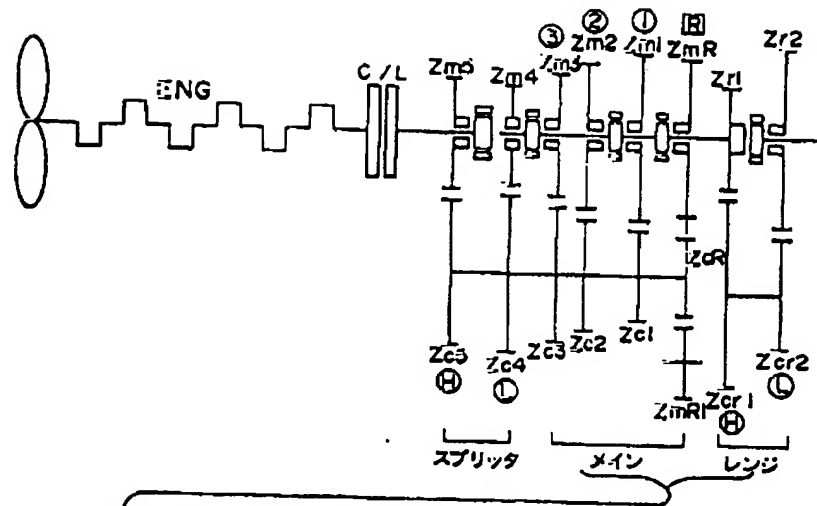 ③ ② ① R
Zm5 Zm4 Zm3 Zm2 Zm1 ZmR Zr1 Zr2
ENG
C/L
ZcR
Zc5 Zc4 Zc3 Zc2 Zc1 ZmR1 Zcr1 Zcr2
Ⓗ Ⓛ Ⓗ Ⓛ
スプリッタ メイン レンジ